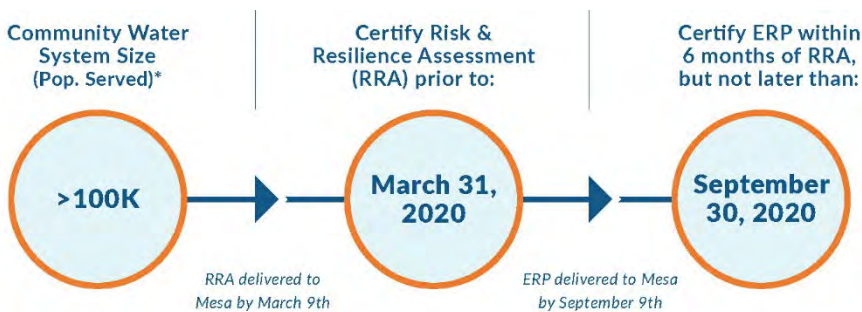 Community Water
System Size
(Pop. Served)*
Certify Risk &
Resilience Assessment
(RRA) prior to:
Certify ERP within
6 months of RRA,
but not later than:
>100K
March 31,
2020
September
30, 2020
RRA delivered to
Mesa by March 9th
ERP delivered to Mesa
by September 9th